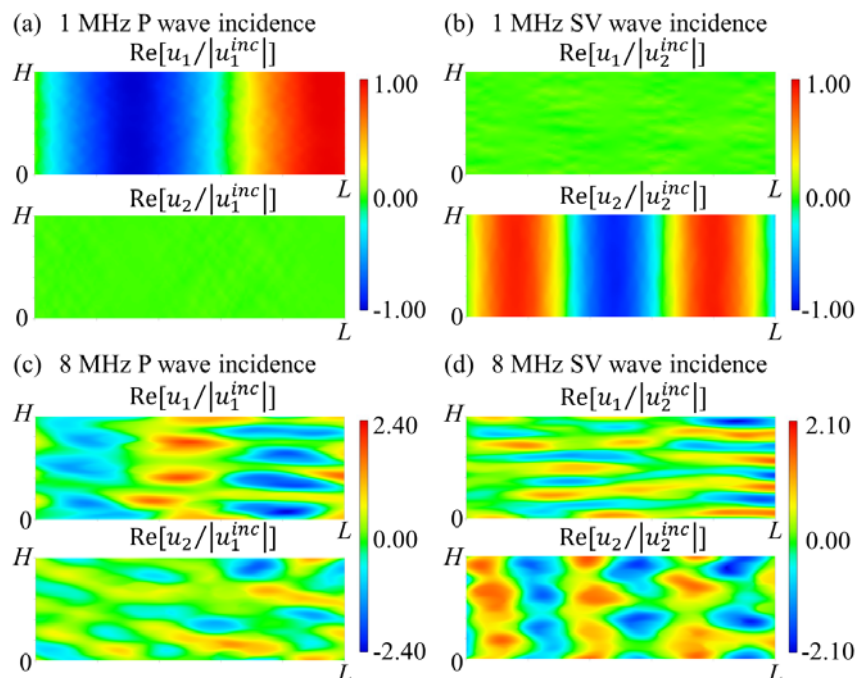 (a) 1 MHz P wave incidence
Re[u₁/|u₁ⁱⁿᶜ|]
H
0
L
1.00
0.00
-1.00
Re[u₂/|u₁ⁱⁿᶜ|]
H
0
L
(b) 1 MHz SV wave incidence
Re[u₁/|u₂ⁱⁿᶜ|]
H
0
L
1.00
0.00
-1.00
Re[u₂/|u₂ⁱⁿᶜ|]
H
0
L
(c) 8 MHz P wave incidence
Re[u₁/|u₁ⁱⁿᶜ|]
H
0
L
2.40
0.00
-2.40
Re[u₂/|u₁ⁱⁿᶜ|]
H
0
L
(d) 8 MHz SV wave incidence
Re[u₁/|u₂ⁱⁿᶜ|]
H
0
L
2.10
0.00
-2.10
Re[u₂/|u₂ⁱⁿᶜ|]
H
0
L